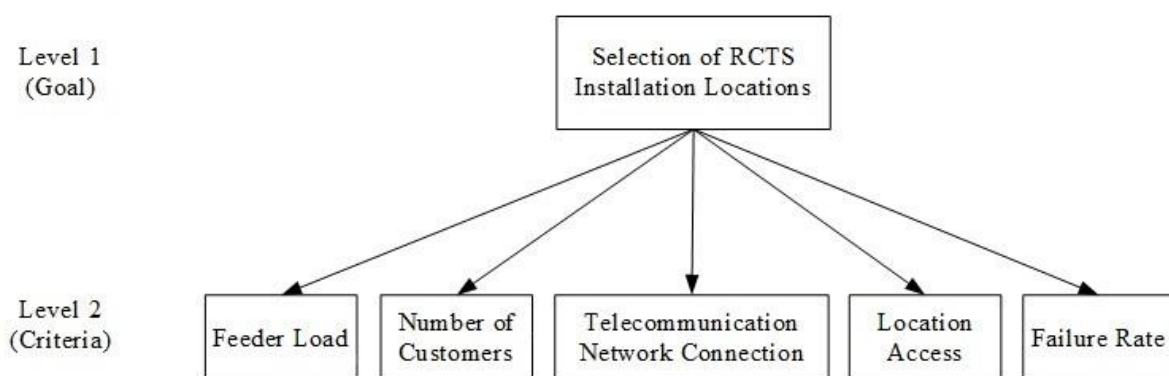 Level 1
(Goal)
Selection of RCTS
Installation Locations
Level 2
(Criteria)
Feeder Load
Number of
Customers
Telecommunication
Network Connection
Location
Access
Failure Rate